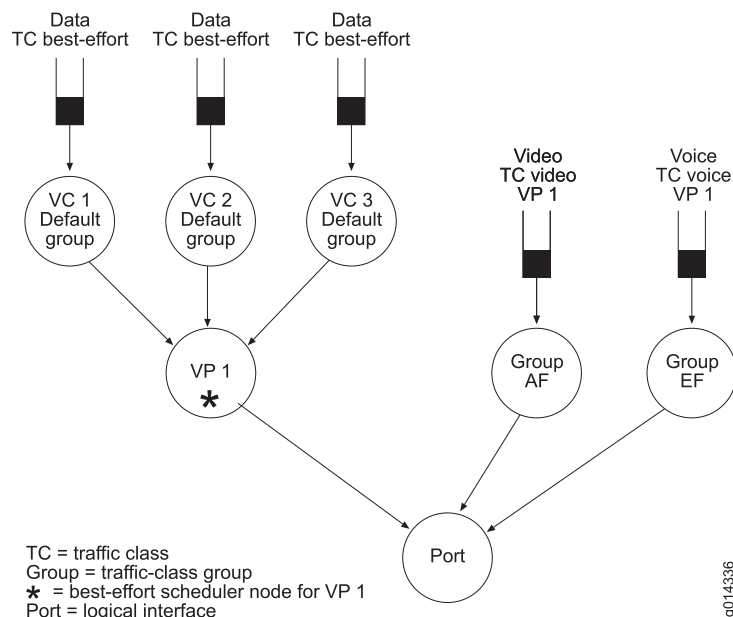 Data
TC best-effort
Data
TC best-effort
Data
TC best-effort
Video
TC video
VP 1
Voice
TC voice
VP 1
VC 1
Default
group
VC 2
Default
group
VC 3
Default
group
VP 1
*
Group
AF
Group
EF
Port
TC = traffic class
Group = traffic-class group
* = best-effort scheduler node for VP 1
Port = logical interface
g014336